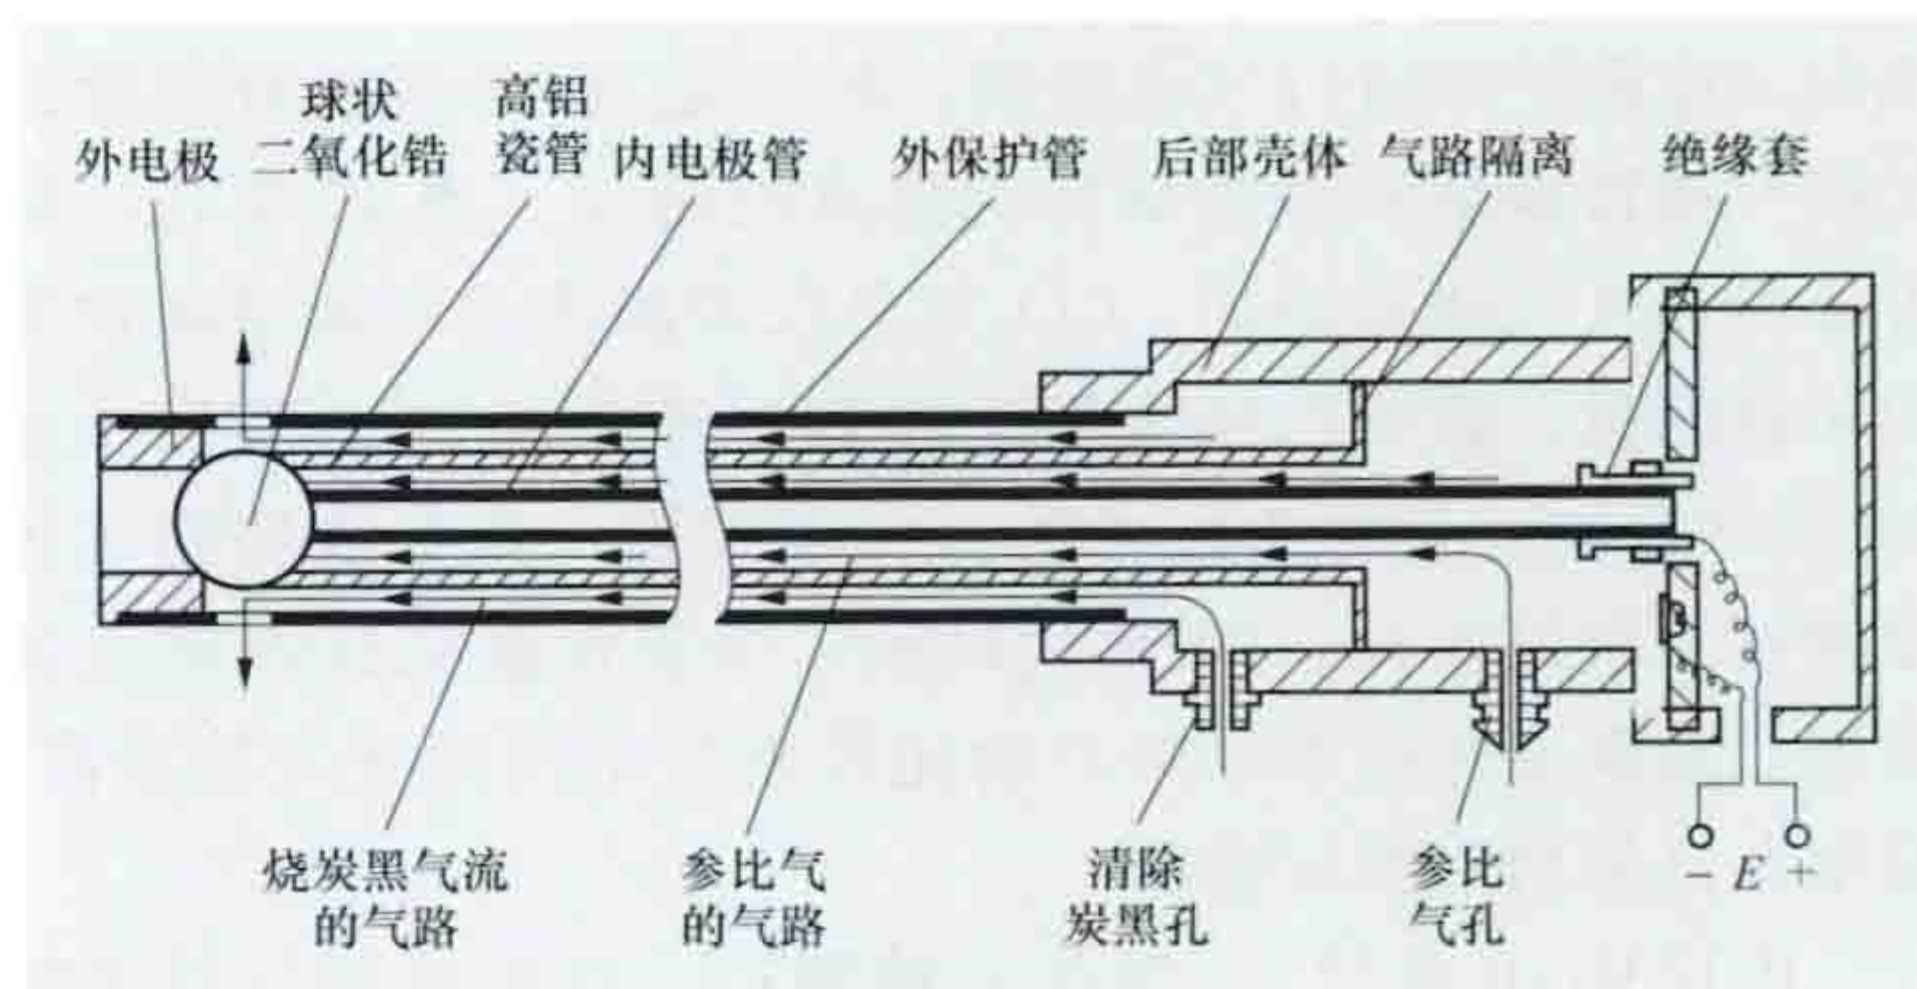 外电极
球状
二氧化锆
高铝
瓷管
内电极管
外保护管
后部壳体
气路隔离
绝缘套
烧炭黑气流
的气路
参比气
的气路
清除
炭黑孔
参比
气孔
- E +